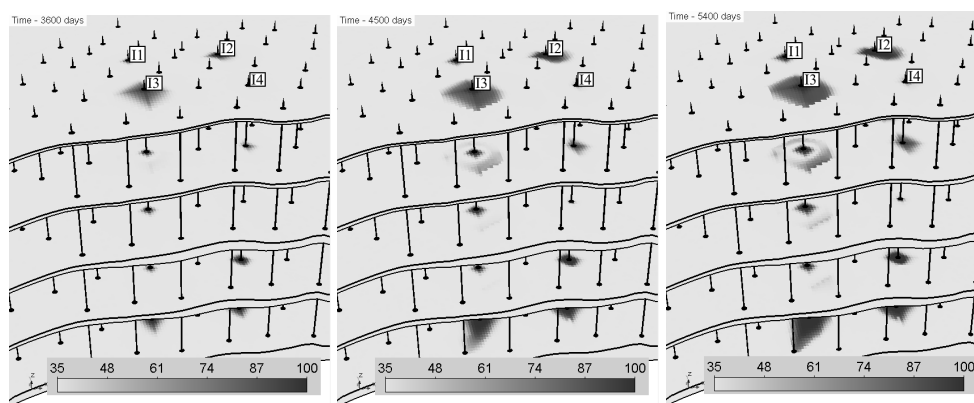 Time - 3600 days
I1
I2
I3
I4
35 48 61 74 87 100
z
Time - 4500 days
I1
I2
I3
I4
35 48 61 74 87 100
z
Time - 5400 days
I1
I2
I3
I4
35 48 61 74 87 100
z